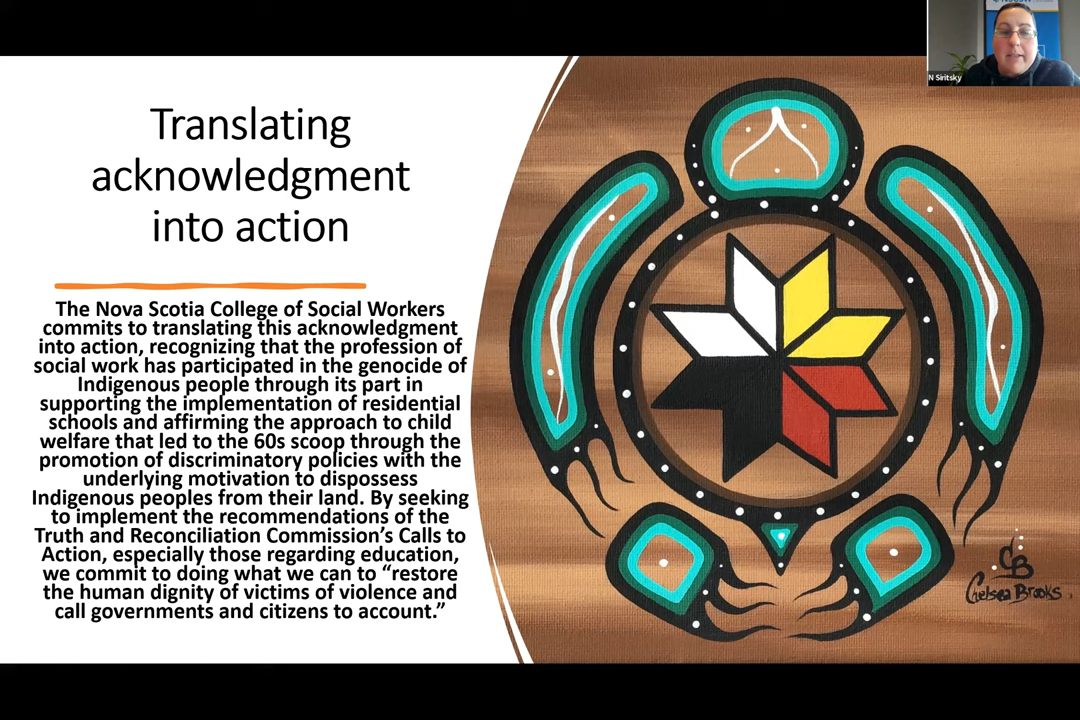 N Siritsky
Translating
acknowledgment
into action
The Nova Scotia College of Social Workers
commits to translating this acknowledgment
into action, recognizing that the profession of
social work has participated in the genocide of
Indigenous people through its part in
supporting the implementation of residential
schools and affirming the approach to child
welfare that led to the 60s scoop through the
promotion of discriminatory policies with the
underlying motivation to dispossess
Indigenous peoples from their land. By seeking
to implement the recommendations of the
Truth and Reconciliation Commission’s Calls to
Action, especially those regarding education,
we commit to doing what we can to “restore
the human dignity of victims of violence and
call governments and citizens to account.”
CB
Chelsea Brooks